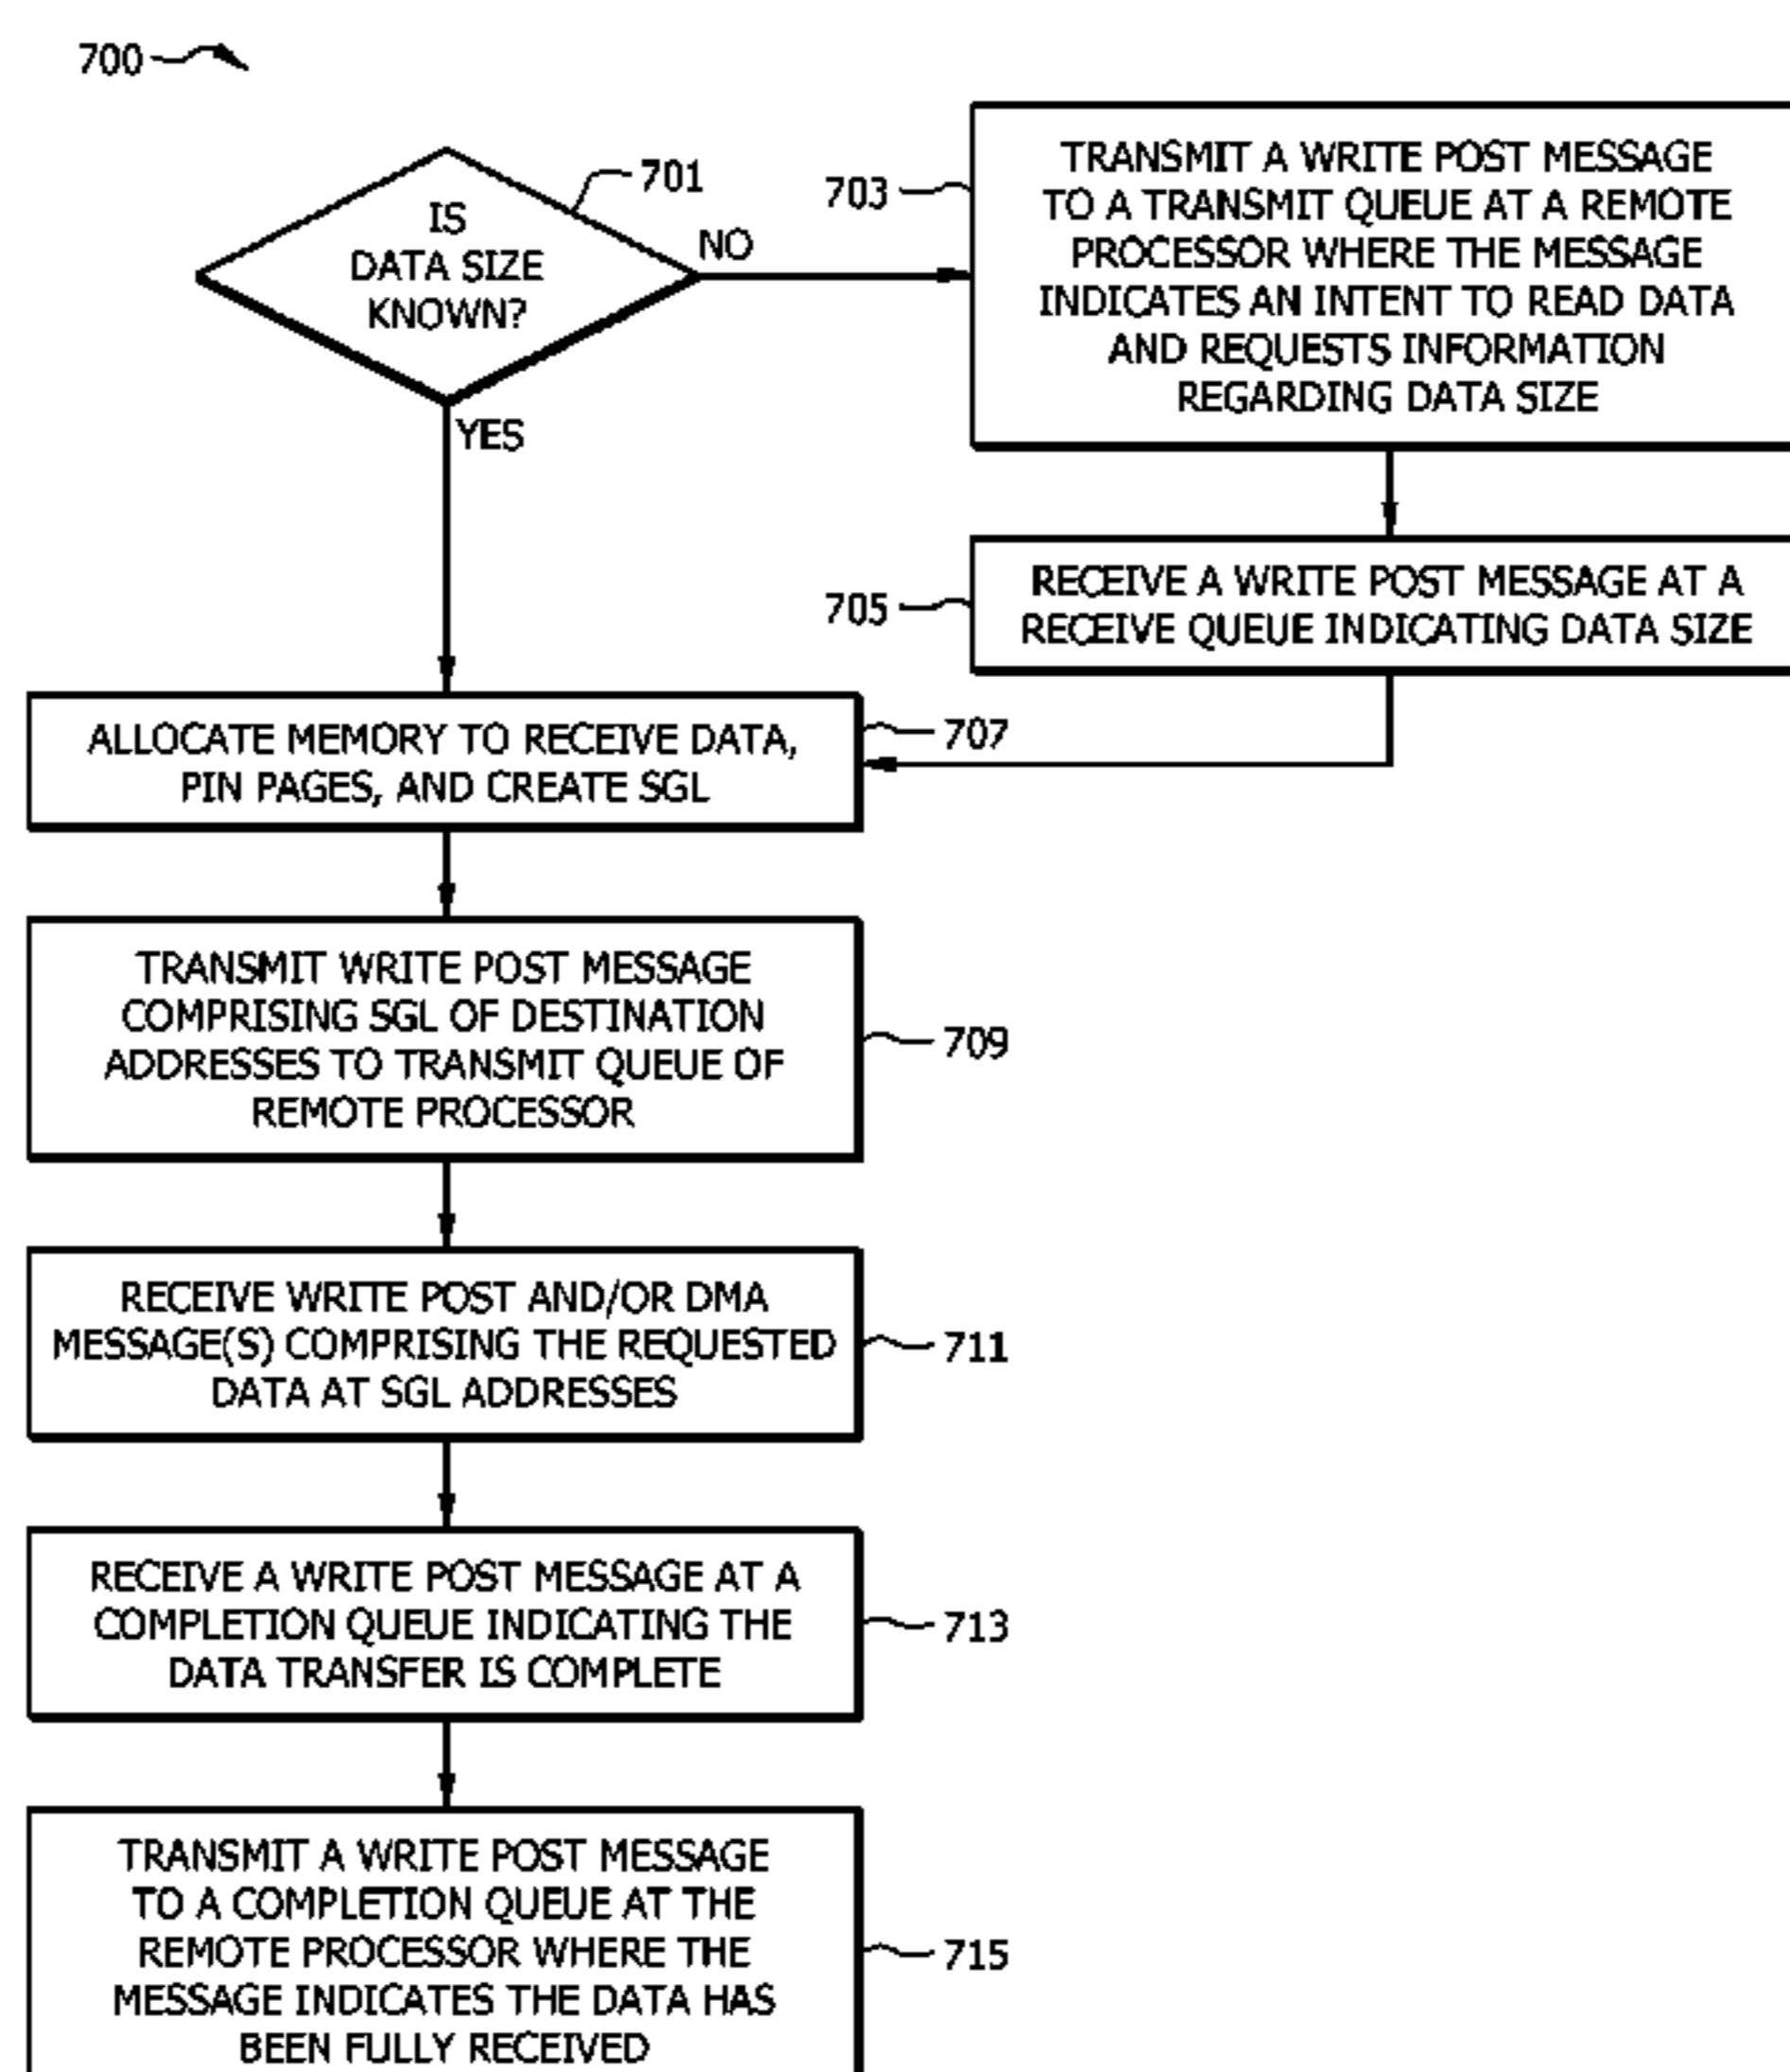 700
IS
DATA SIZE
KNOWN?
701
NO
YES
703
TRANSMIT A WRITE POST MESSAGE
TO A TRANSMIT QUEUE AT A REMOTE
PROCESSOR WHERE THE MESSAGE
INDICATES AN INTENT TO READ DATA
AND REQUESTS INFORMATION
REGARDING DATA SIZE
705
RECEIVE A WRITE POST MESSAGE AT A
RECEIVE QUEUE INDICATING DATA SIZE
ALLOCATE MEMORY TO RECEIVE DATA,
PIN PAGES, AND CREATE SGL
707
TRANSMIT WRITE POST MESSAGE
COMPRISING SGL OF DESTINATION
ADDRESSES TO TRANSMIT QUEUE OF
REMOTE PROCESSOR
709
RECEIVE WRITE POST AND/OR DMA
MESSAGE(S) COMPRISING THE REQUESTED
DATA AT SGL ADDRESSES
711
RECEIVE A WRITE POST MESSAGE AT A
COMPLETION QUEUE INDICATING THE
DATA TRANSFER IS COMPLETE
713
TRANSMIT A WRITE POST MESSAGE
TO A COMPLETION QUEUE AT THE
REMOTE PROCESSOR WHERE THE
MESSAGE INDICATES THE DATA HAS
BEEN FULLY RECEIVED
715